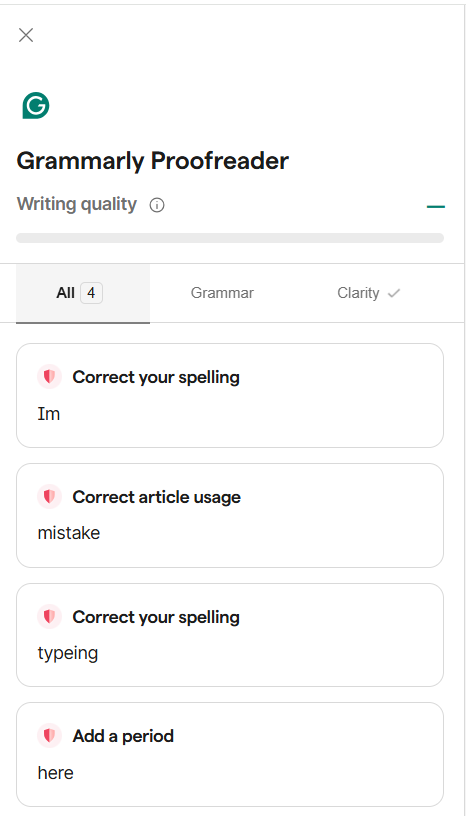 Grammarly Proofreader
Writing quality
All 4 Grammar Clarity
Correct your spelling
Im
Correct article usage
mistake
Correct your spelling
typeing
Add a period
here